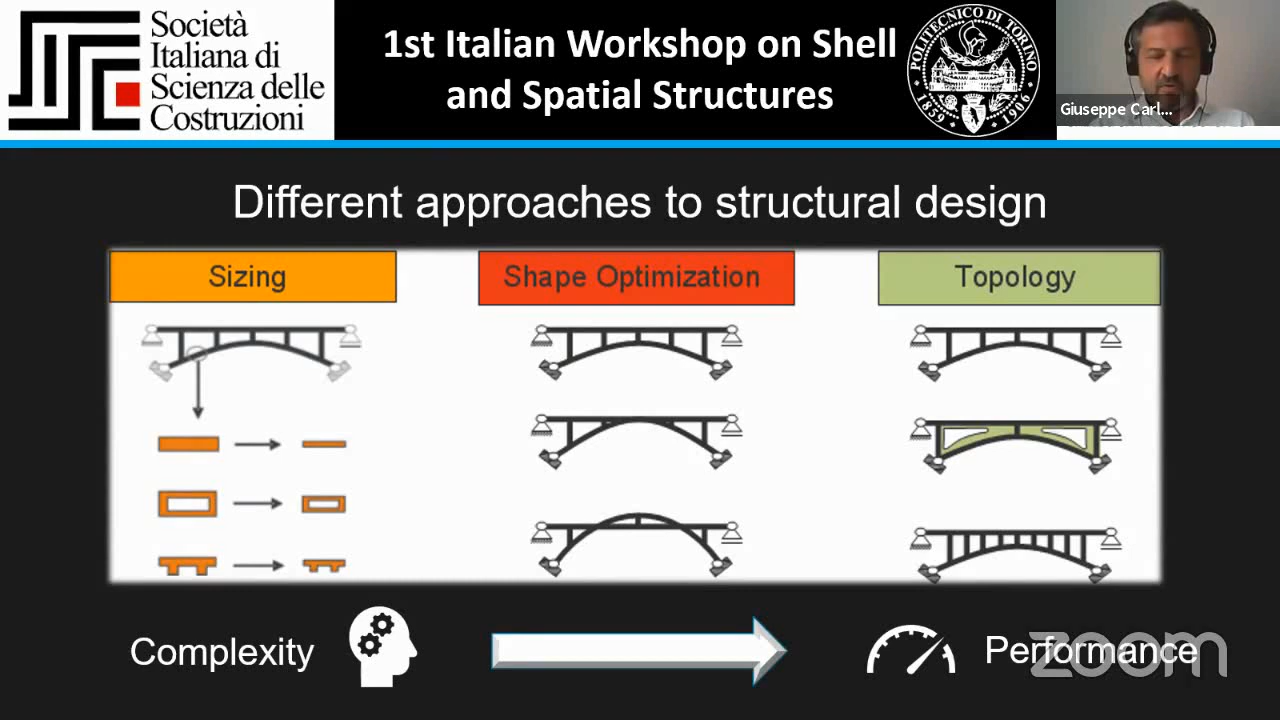 Società
Italiana di
Scienza delle
Costruzioni
1st Italian Workshop on Shell
and Spatial Structures
POLITECNICO DI TORINO
1859
1906
Giuseppe Carl...
Different approaches to structural design
Sizing
Shape Optimization
Topology
Complexity
Performance
zoom